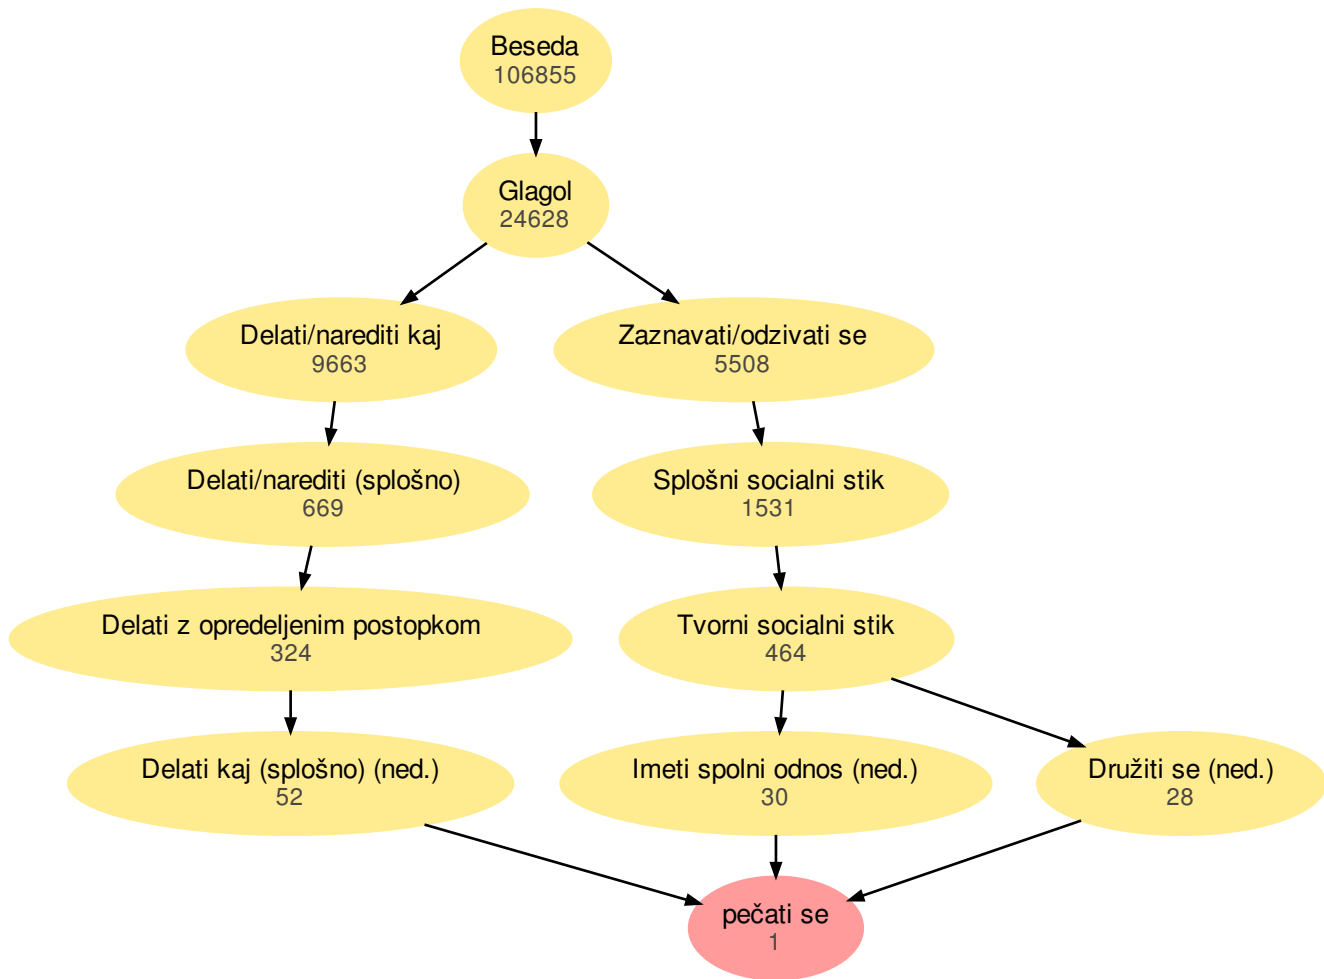 Beseda
106855
Glagol
24628
Delati/narediti kaj
9663
Zaznavati/odzivati se
5508
Delati/narediti (splošno)
669
Splošni socialni stik
1531
Delati z opredeljenim postopkom
324
Tvorni socialni stik
464
Delati kaj (splošno) (ned.)
52
Imeti spolni odnos (ned.)
30
Družiti se (ned.)
28
pečati se
1